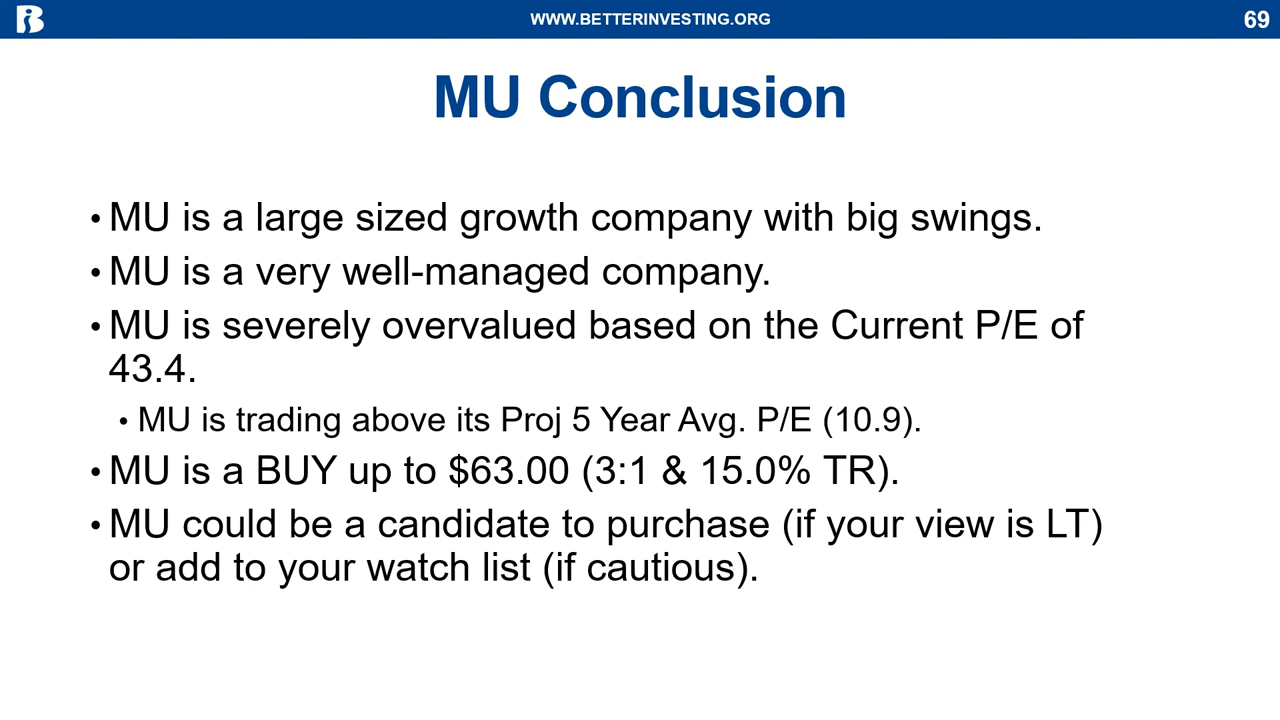 WWW.BETTERINVESTING.ORG
69
MU Conclusion
• MU is a large sized growth company with big swings.
• MU is a very well-managed company.
• MU is severely overvalued based on the Current P/E of
43.4.
• MU is trading above its Proj 5 Year Avg. P/E (10.9).
• MU is a BUY up to $63.00 (3:1 & 15.0% TR).
• MU could be a candidate to purchase (if your view is LT)
or add to your watch list (if cautious).